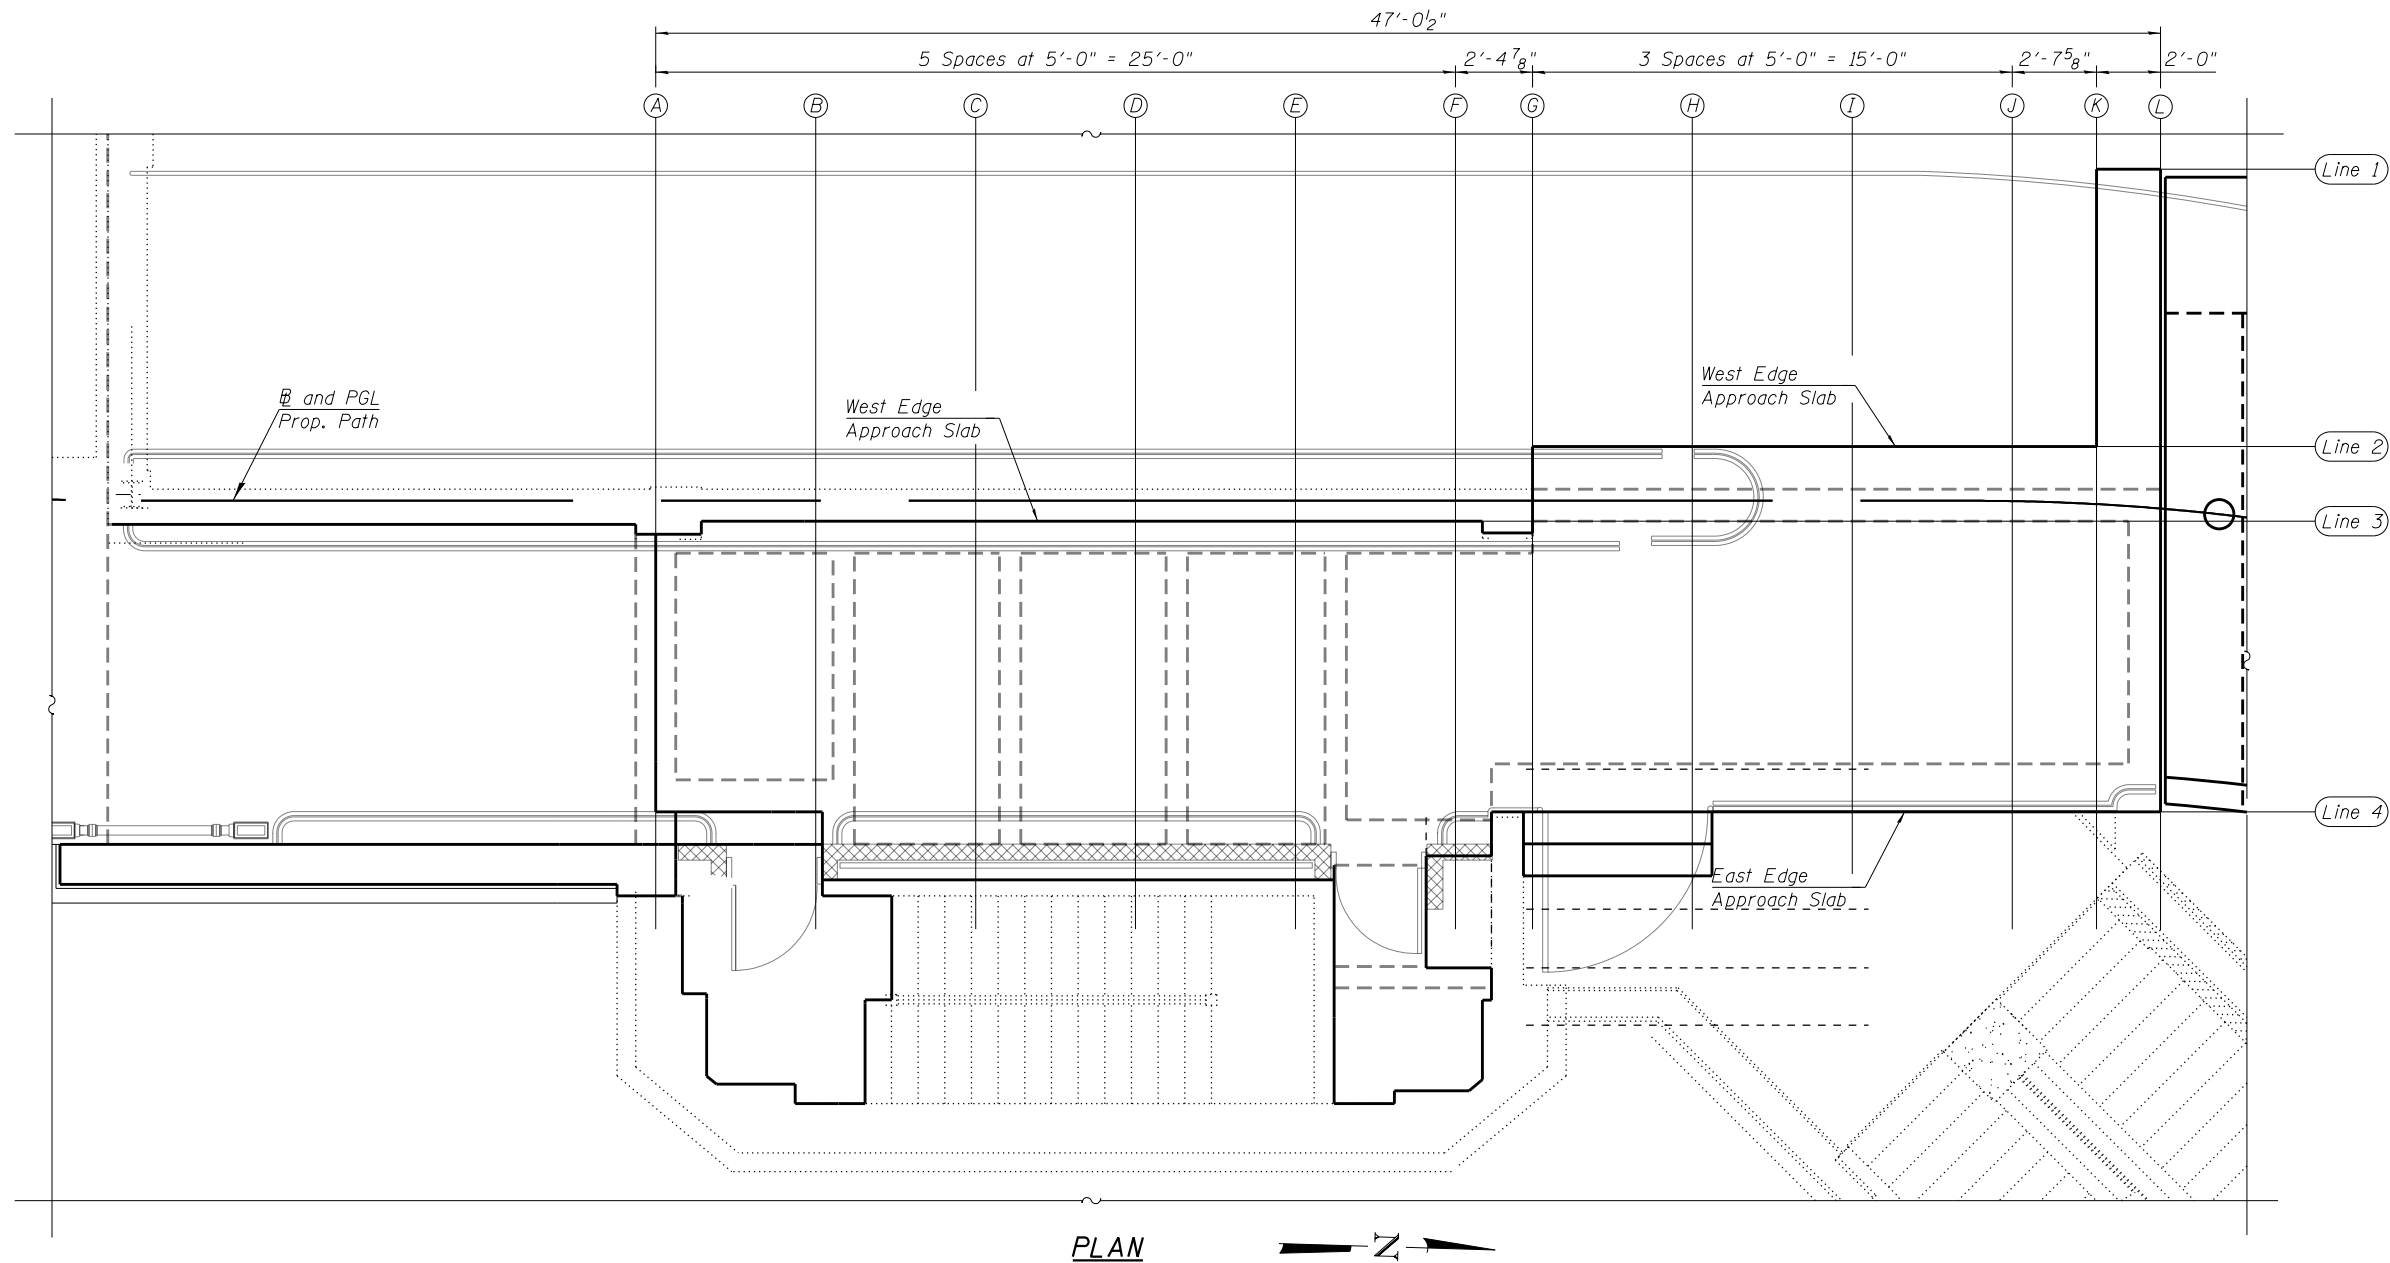 47'-0½"
5 Spaces at 5'-0" = 25'-0"
2'-4⅞"
3 Spaces at 5'-0" = 15'-0"
2'-7⅝"
2'-0"
A
B
C
D
E
F
G
H
I
J
K
L
Line 1
West Edge
Approach Slab
℄ and PGL
Prop. Path
West Edge
Approach Slab
Line 2
Line 3
Line 4
East Edge
Approach Slab
PLAN
N